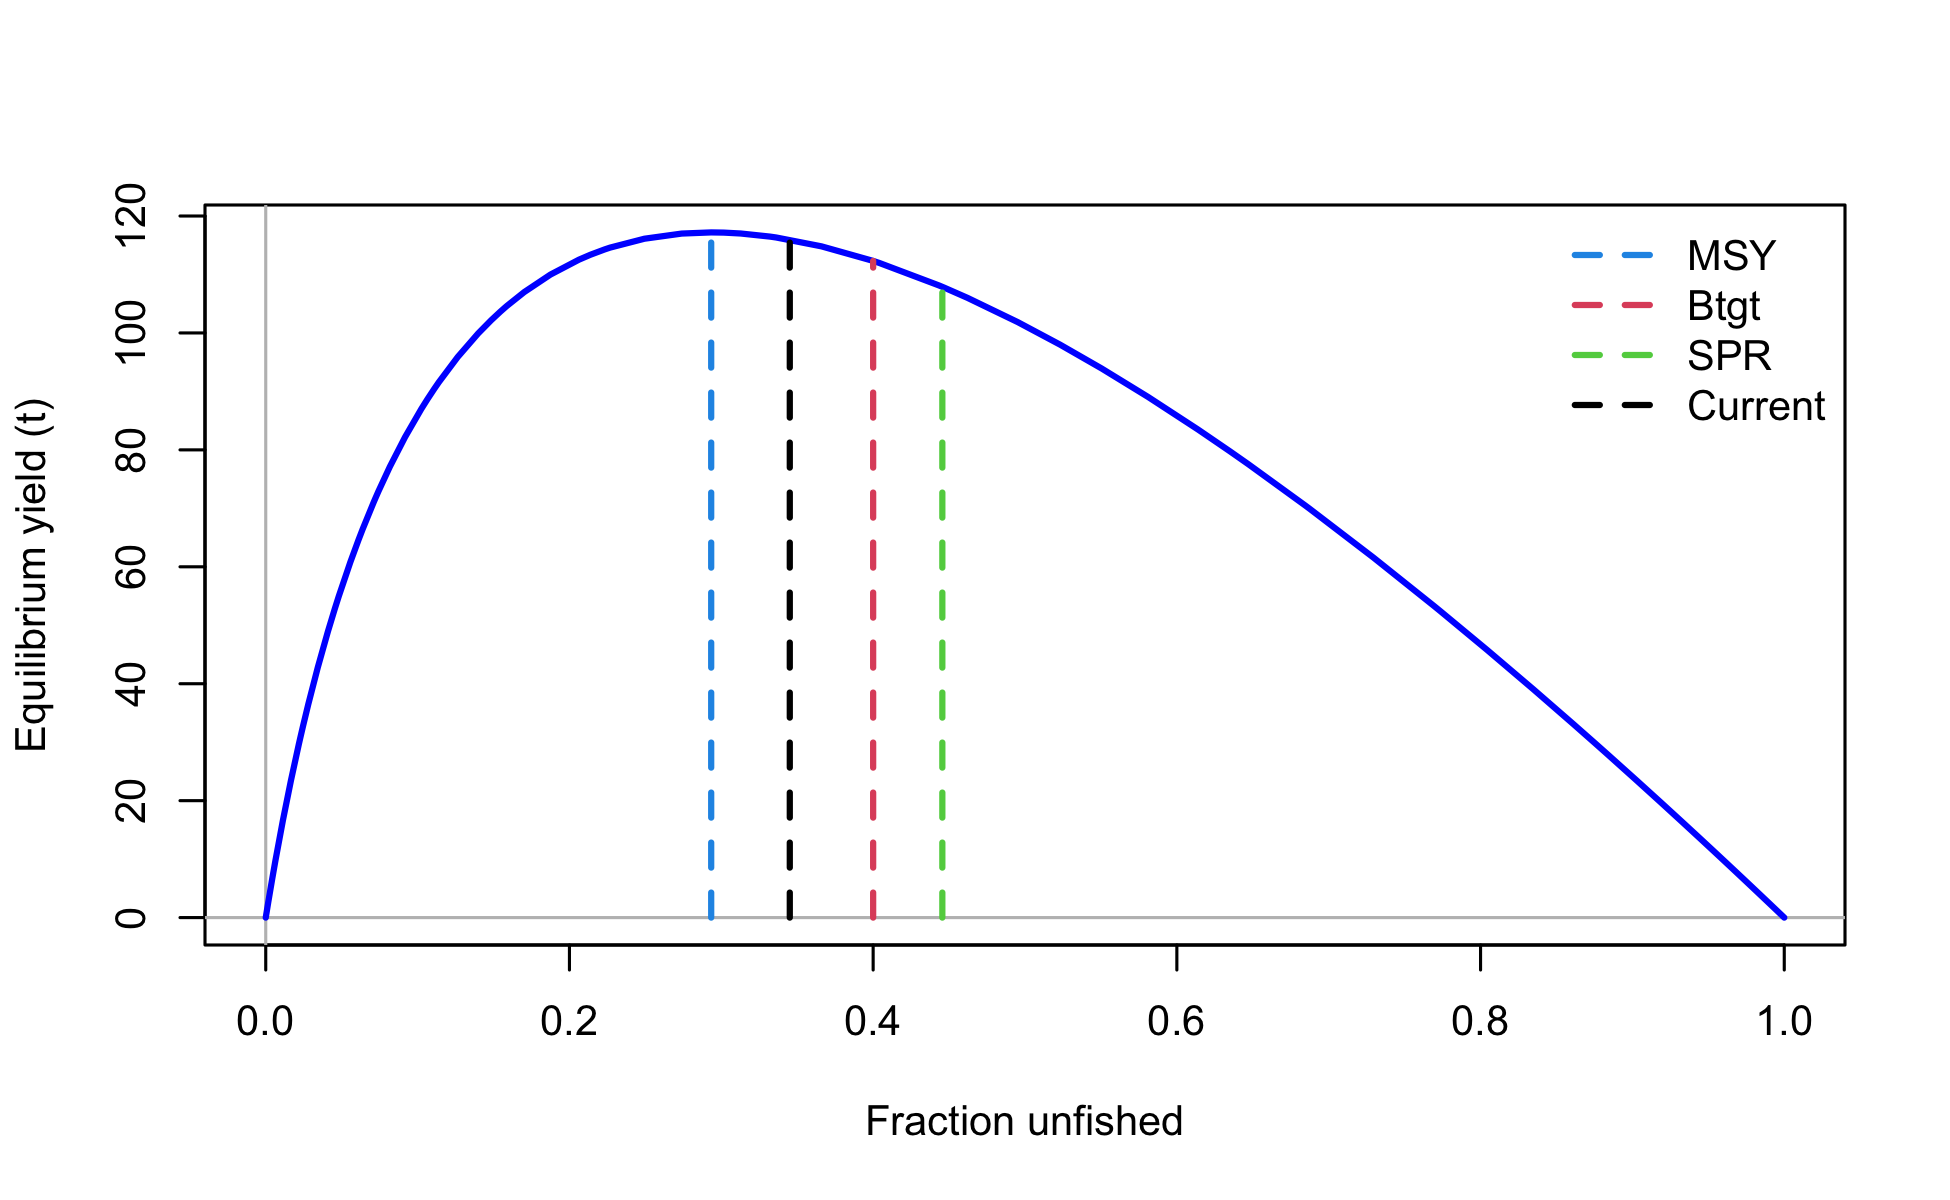 Equilibrium yield (t)
120
100
80
60
40
20
0
MSY
Btgt
SPR
Current
0.0 0.2 0.4 0.6 0.8 1.0
Fraction unfished